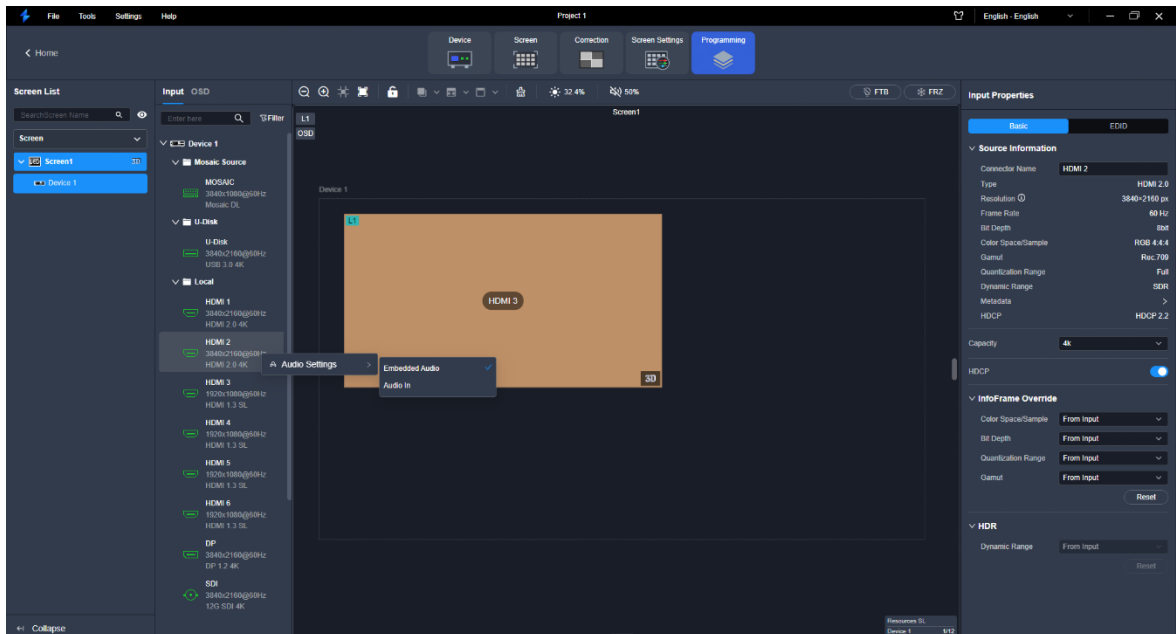 File Tools Settings Help Project 1 English - English
Home
Device Screen Correction Screen Settings Programming
Screen List
SearchScreen Name
Screen
Screen1 3D
Device 1
Collapse
Input OSD
Enter here Filter
Device 1
Mosaic Source
MOSAIC
3840x1080@60Hz
Mosaic DL
U-Disk
U-Disk
3840x2160@60Hz
USB 3.0 4K
Local
HDMI 1
3840x2160@60Hz
HDMI 2.0 4K
HDMI 2
3840x2160@60Hz
HDMI 2.0 4K
HDMI 3
1920x1080@60Hz
HDMI 1.3 SL
HDMI 4
1920x1080@60Hz
HDMI 1.3 SL
HDMI 5
1920x1080@60Hz
HDMI 1.3 SL
HDMI 6
1920x1080@60Hz
HDMI 1.3 SL
DP
3840x2160@60Hz
DP 1.2 4K
SDI
3840x2160@60Hz
12G SDI 4K
Audio Settings
Embedded Audio
Audio In
32.4% 50% FTB FRZ
L1 Screen1
OSD
Device 1
L1
HDMI 3
3D
Resources SL
Device 1 1/12
Input Properties
Basic EDID
Source Information
Connector Name HDMI 2
Type HDMI 2.0
Resolution 3840×2160 px
Frame Rate 60 Hz
Bit Depth 8bit
Color Space/Sample RGB 4:4:4
Gamut Rec.709
Quantization Range Full
Dynamic Range SDR
Metadata
HDCP HDCP 2.2
Capacity 4k
HDCP
InfoFrame Override
Color Space/Sample From Input
Bit Depth From Input
Quantization Range From Input
Gamut From Input
Reset
HDR
Dynamic Range From Input
Reset